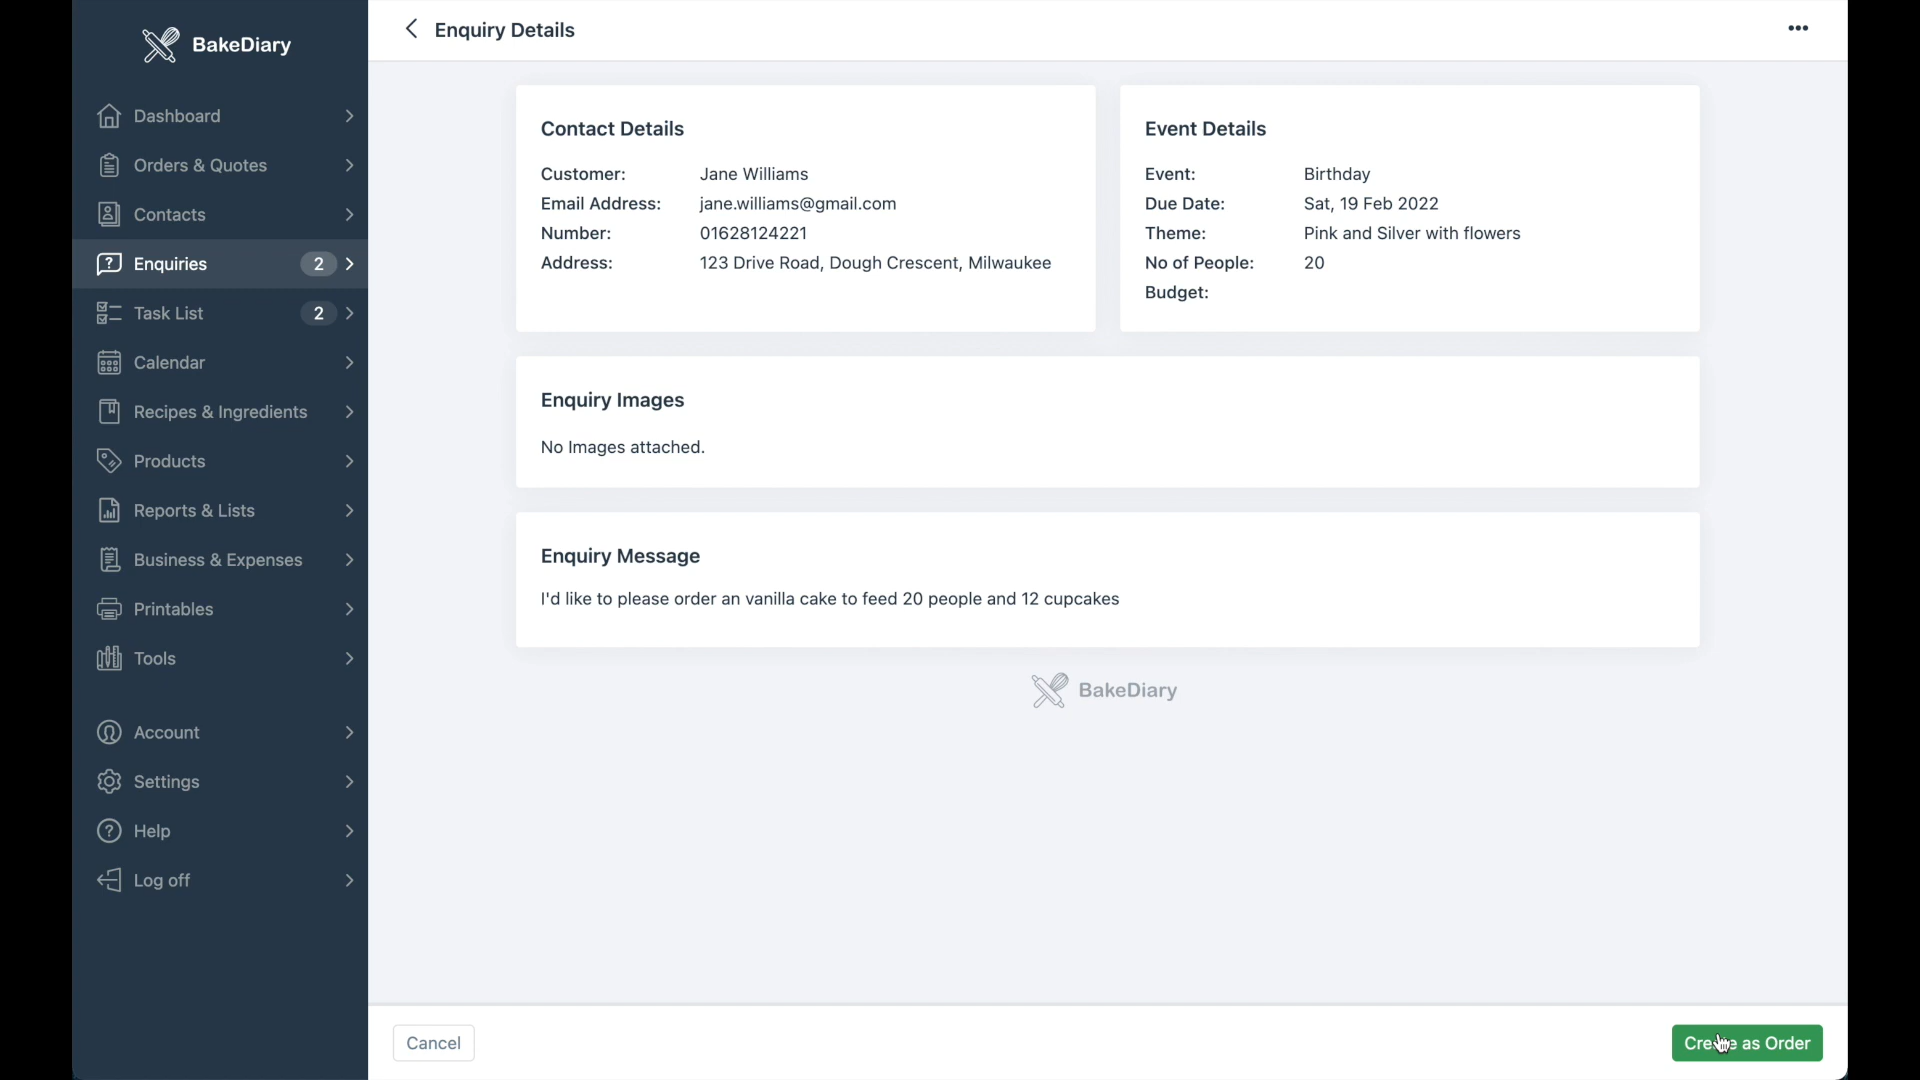 BakeDiary
Dashboard
Orders & Quotes
Contacts
Enquiries 2
Task List 2
Calendar
Recipes & Ingredients
Products
Reports & Lists
Business & Expenses
Printables
Tools
Account
Settings
Help
Log off
Enquiry Details
Contact Details
Customer: Jane Williams
Email Address: jane.williams@gmail.com
Number: 01628124221
Address: 123 Drive Road, Dough Crescent, Milwaukee
Event Details
Event: Birthday
Due Date: Sat, 19 Feb 2022
Theme: Pink and Silver with flowers
No of People: 20
Budget:
Enquiry Images
No Images attached.
Enquiry Message
I'd like to please order an vanilla cake to feed 20 people and 12 cupcakes
BakeDiary
Cancel
Create as Order